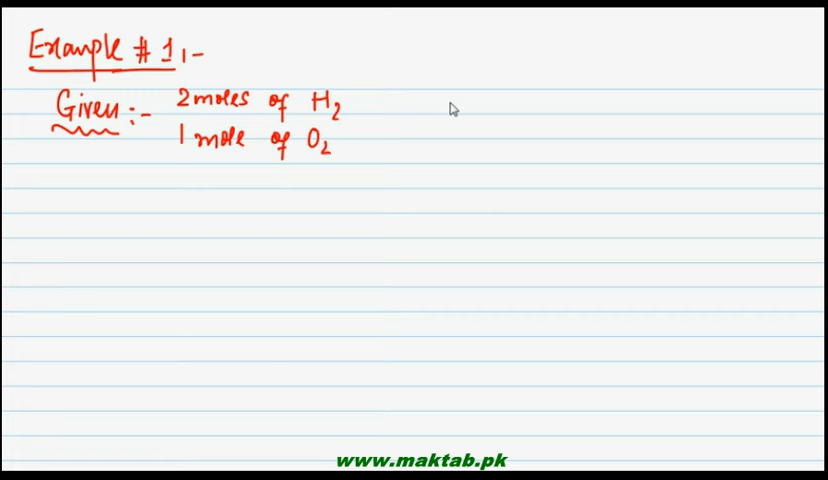 Example # 1 :-
Given :- 2 moles of H₂
1 mole of O₂
www.maktab.pk